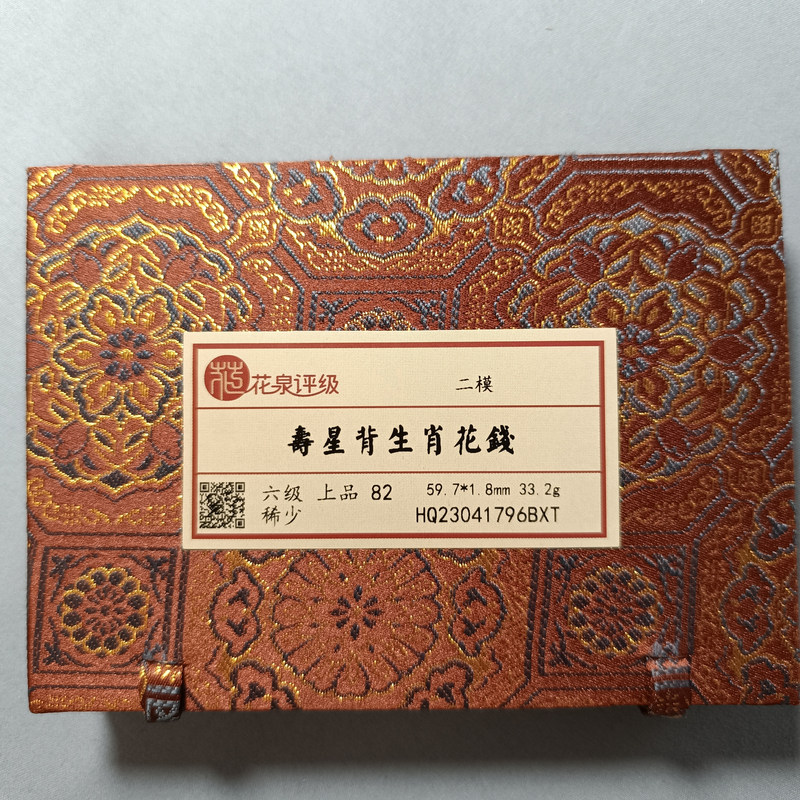 花泉评级 二模
壽星背生肖花錢
六级 上品 82 59.7*1.8mm 33.2g
稀少 HQ23041796BXT